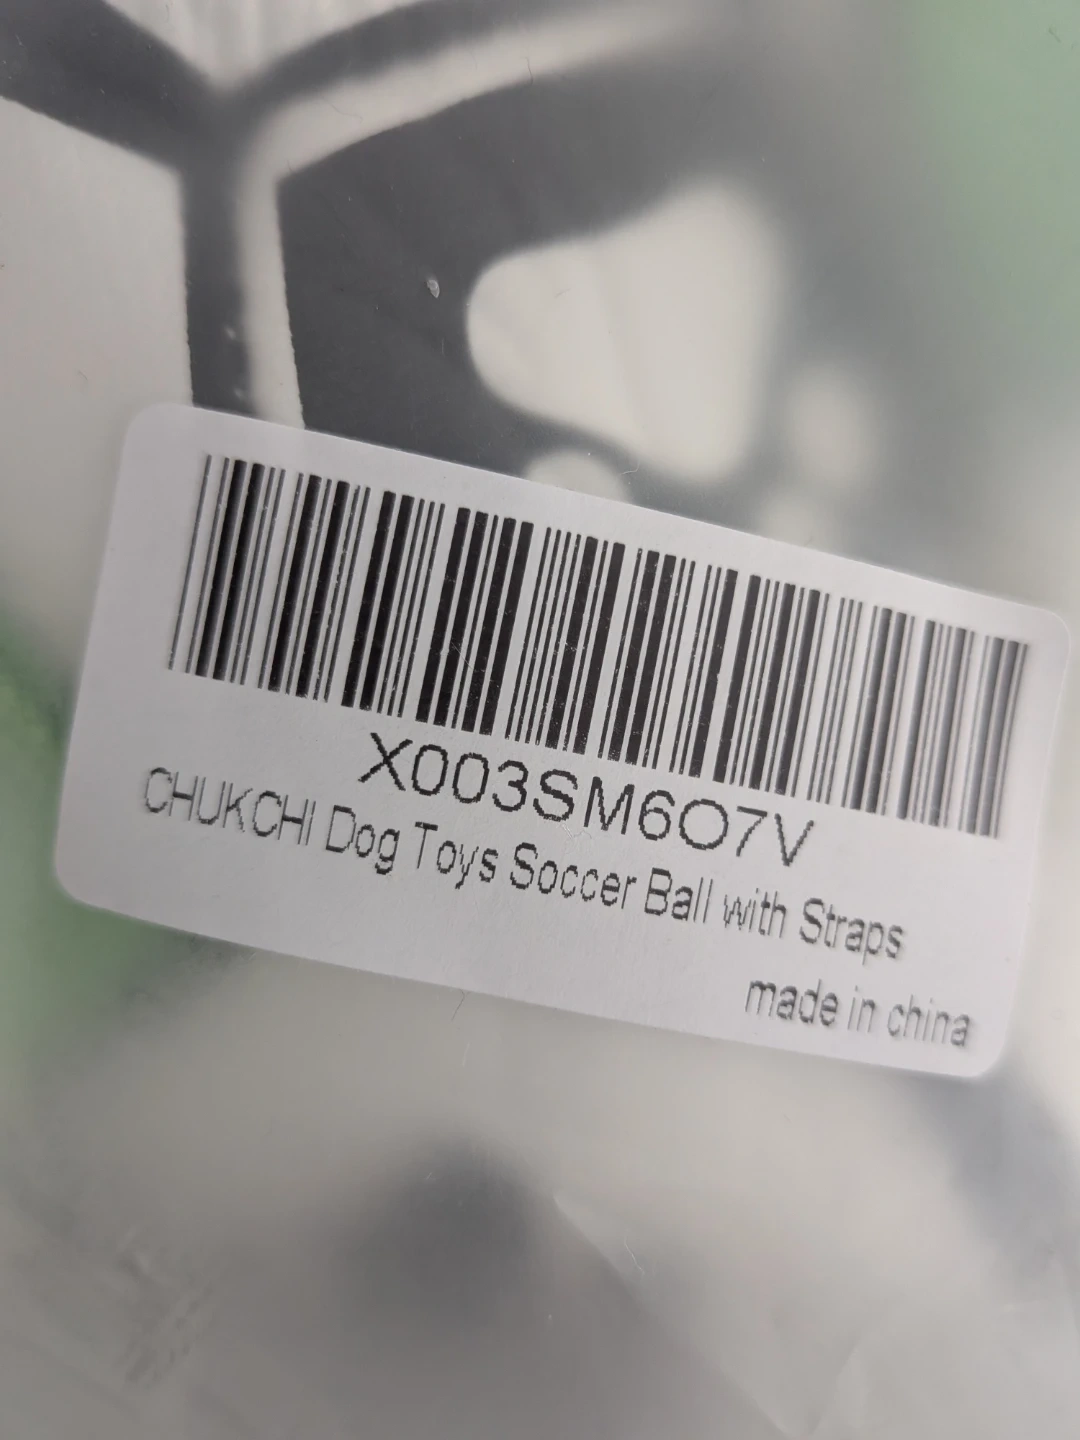 X003SM6O7V
CHUKCHI Dog Toys Soccer Ball with Straps
made in china